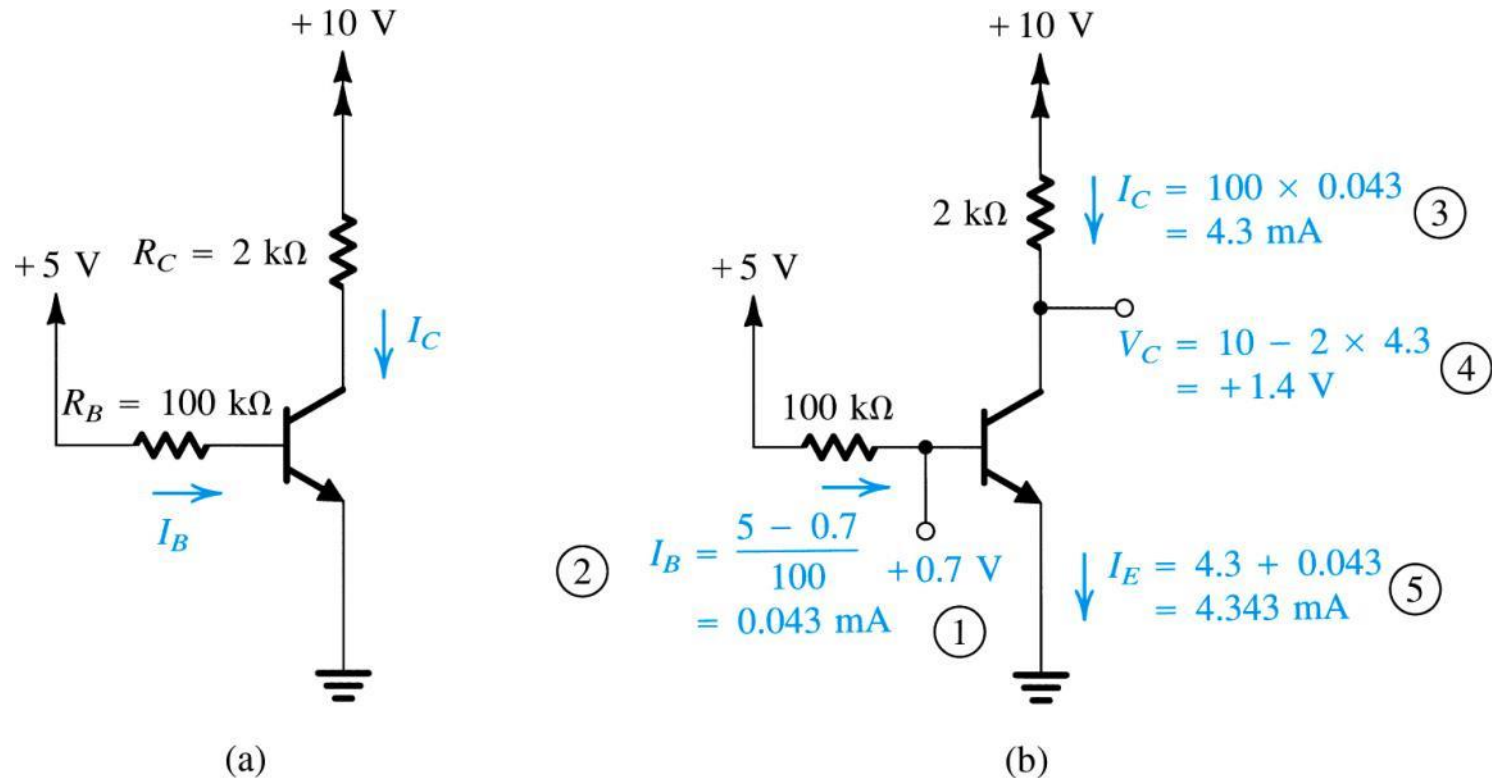 +10 V
R_C = 2 kΩ
+5 V
I_C
R_B = 100 kΩ
I_B
(a)
+10 V
2 kΩ
I_C = 100 × 0.043
= 4.3 mA
3
+5 V
V_C = 10 − 2 × 4.3
= +1.4 V
4
100 kΩ
2
I_B = \frac{5 − 0.7}{100}
= 0.043 mA
+0.7 V
1
I_E = 4.3 + 0.043
= 4.343 mA
5
(b)